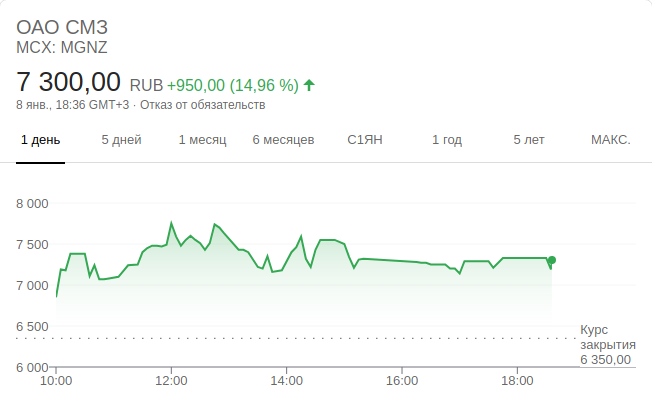 ОАО СМЗ
MCX: MGNZ
7 300,00 RUB +950,00 (14,96 %)
8 янв., 18:36 GMT+3 · Отказ от обязательств
1 день 5 дней 1 месяц 6 месяцев С1ЯН 1 год 5 лет МАКС.
8 000
7 500
7 000
6 500
Курс
закрытия
6 350,00
6 000
10:00 12:00 14:00 16:00 18:00